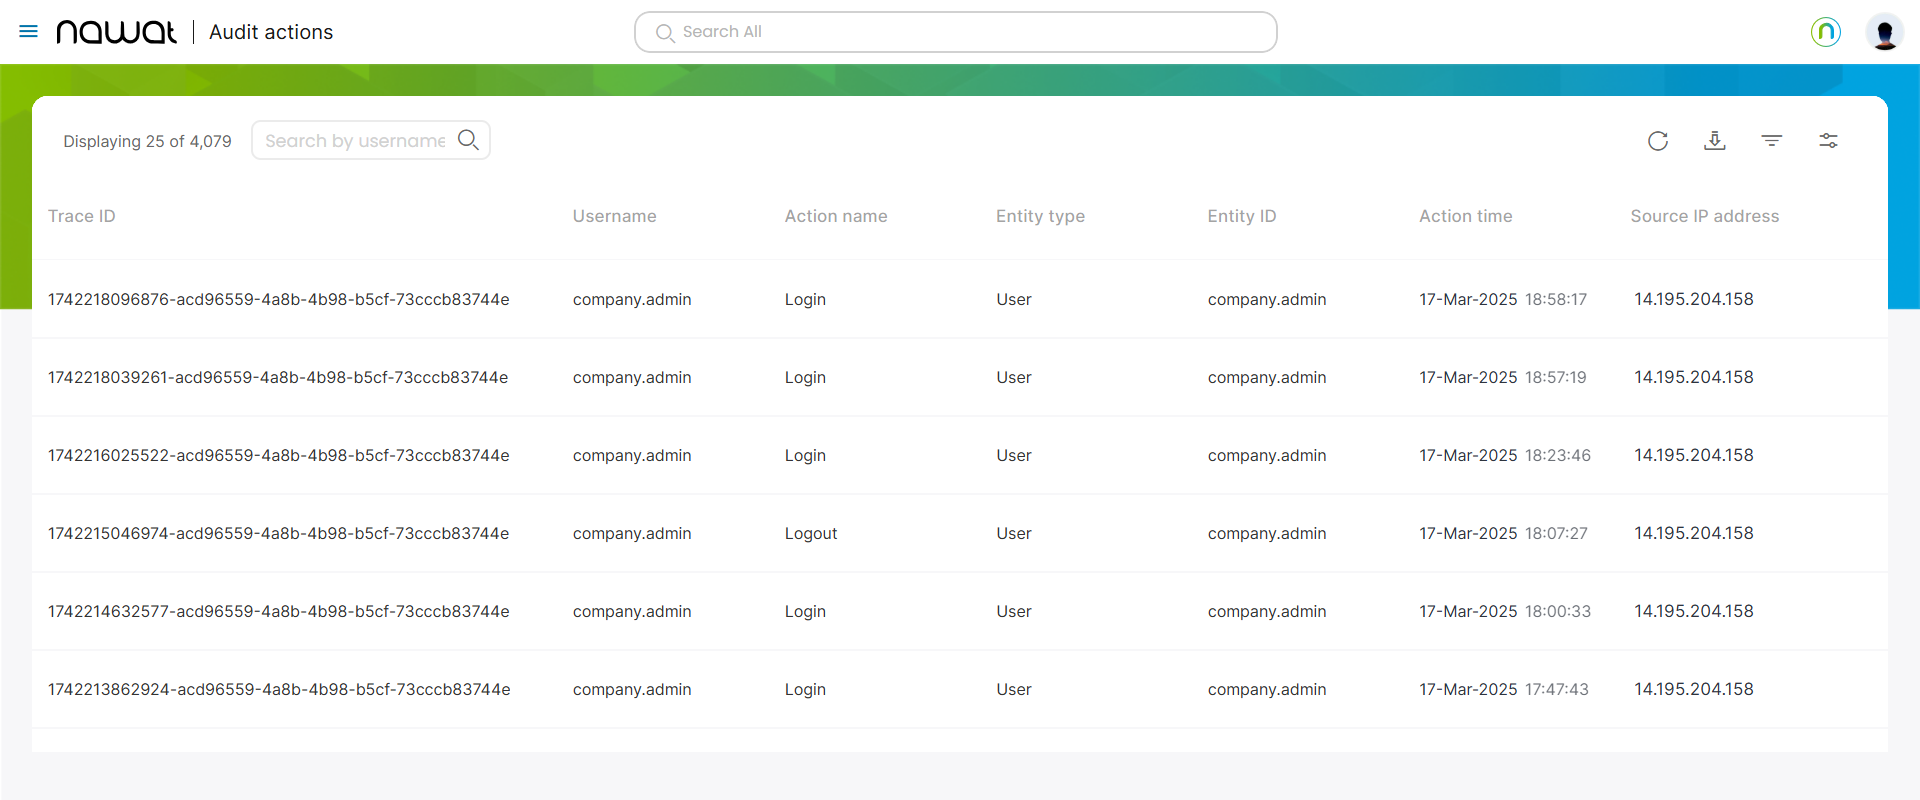 nawat | Audit actions
Search All
n
Displaying 25 of 4,079
Search by username
Trace ID Username Action name Entity type Entity ID Action time Source IP address
1742218096876-acd96559-4a8b-4b98-b5cf-73cccb83744e company.admin Login User company.admin 17-Mar-2025 18:58:17 14.195.204.158
1742218039261-acd96559-4a8b-4b98-b5cf-73cccb83744e company.admin Login User company.admin 17-Mar-2025 18:57:19 14.195.204.158
1742216025522-acd96559-4a8b-4b98-b5cf-73cccb83744e company.admin Login User company.admin 17-Mar-2025 18:23:46 14.195.204.158
1742215046974-acd96559-4a8b-4b98-b5cf-73cccb83744e company.admin Logout User company.admin 17-Mar-2025 18:07:27 14.195.204.158
1742214632577-acd96559-4a8b-4b98-b5cf-73cccb83744e company.admin Login User company.admin 17-Mar-2025 18:00:33 14.195.204.158
1742213862924-acd96559-4a8b-4b98-b5cf-73cccb83744e company.admin Login User company.admin 17-Mar-2025 17:47:43 14.195.204.158